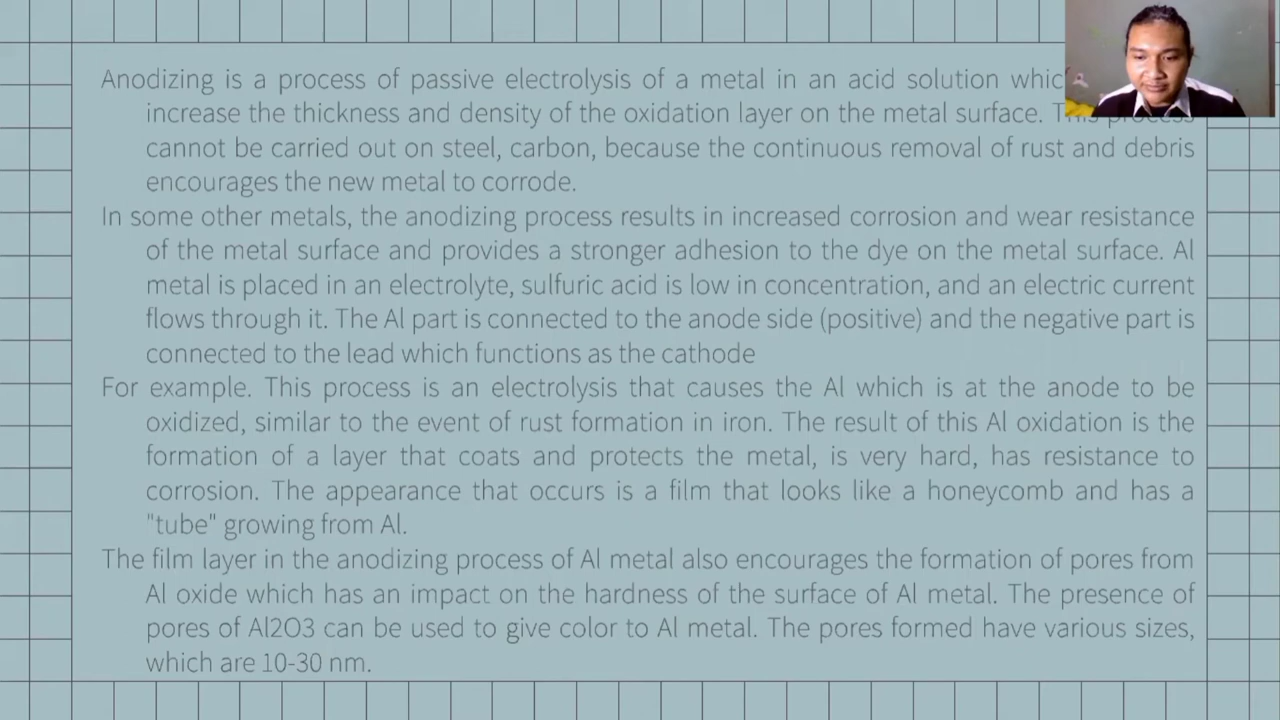 Anodizing is a process of passive electrolysis of a metal in an acid solution which
increase the thicknsas and density of the oxidation layer on the metal surface. This process
cannot be carried out on steel, carbon, because the continuous removal of rust and debris
encourages the new metal to corrode.
In some other metals, the anodizing process results in increased corrosion and wear resistance
of the metal surface and provides a stronger adhesion to the dye on the metal surface. Al
metal is placed in an electrolyte, sulfuric acid is low in concentration, and an electric current
flows through it. The Al part is connected to the anode side (positive) and the negative part is
connected to the lead which functions as the cathode
For example. This process is an electrolysis that causes the Al which is at the anode to be
oxidized, similar to the event of rust formation in iron. The result of this Al oxidation is the
formation of a layer that coats and protects the metal, is very hard, has resistance to
corrosion. The appearance that occurs is a film that looks like a honeycomb and has a
"tube" growing from Al.
The film layer in the anodizing process of Al metal also encourages the formation of pores from
Al oxide which has an impact on the hardness of the surface of Al metal. The presence of
pores of Al2O3 can be used to give color to Al metal. The pores formed have various sizes,
which are 10-30 nm.